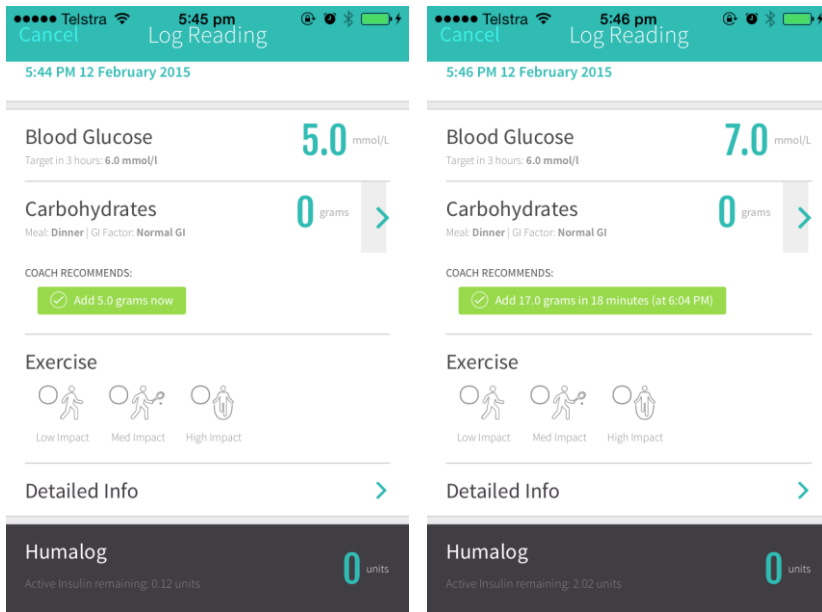 Telstra 5:45 pm
Cancel Log Reading
5:44 PM 12 February 2015
Blood Glucose 5.0 mmol/L
Target in 3 hours: 6.0 mmol/l
Carbohydrates 0 grams
Meal: Dinner | GI Factor: Normal GI
COACH RECOMMENDS:
Add 5.0 grams now
Exercise
Low Impact Med Impact High Impact
Detailed Info
Humalog 0 units
Active Insulin remaining: 0.12 units
Telstra 5:46 pm
Cancel Log Reading
5:46 PM 12 February 2015
Blood Glucose 7.0 mmol/L
Target in 3 hours: 6.0 mmol/l
Carbohydrates 0 grams
Meal: Dinner | GI Factor: Normal GI
COACH RECOMMENDS:
Add 17.0 grams in 18 minutes (at 6:04 PM)
Exercise
Low Impact Med Impact High Impact
Detailed Info
Humalog 0 units
Active Insulin remaining: 2.02 units